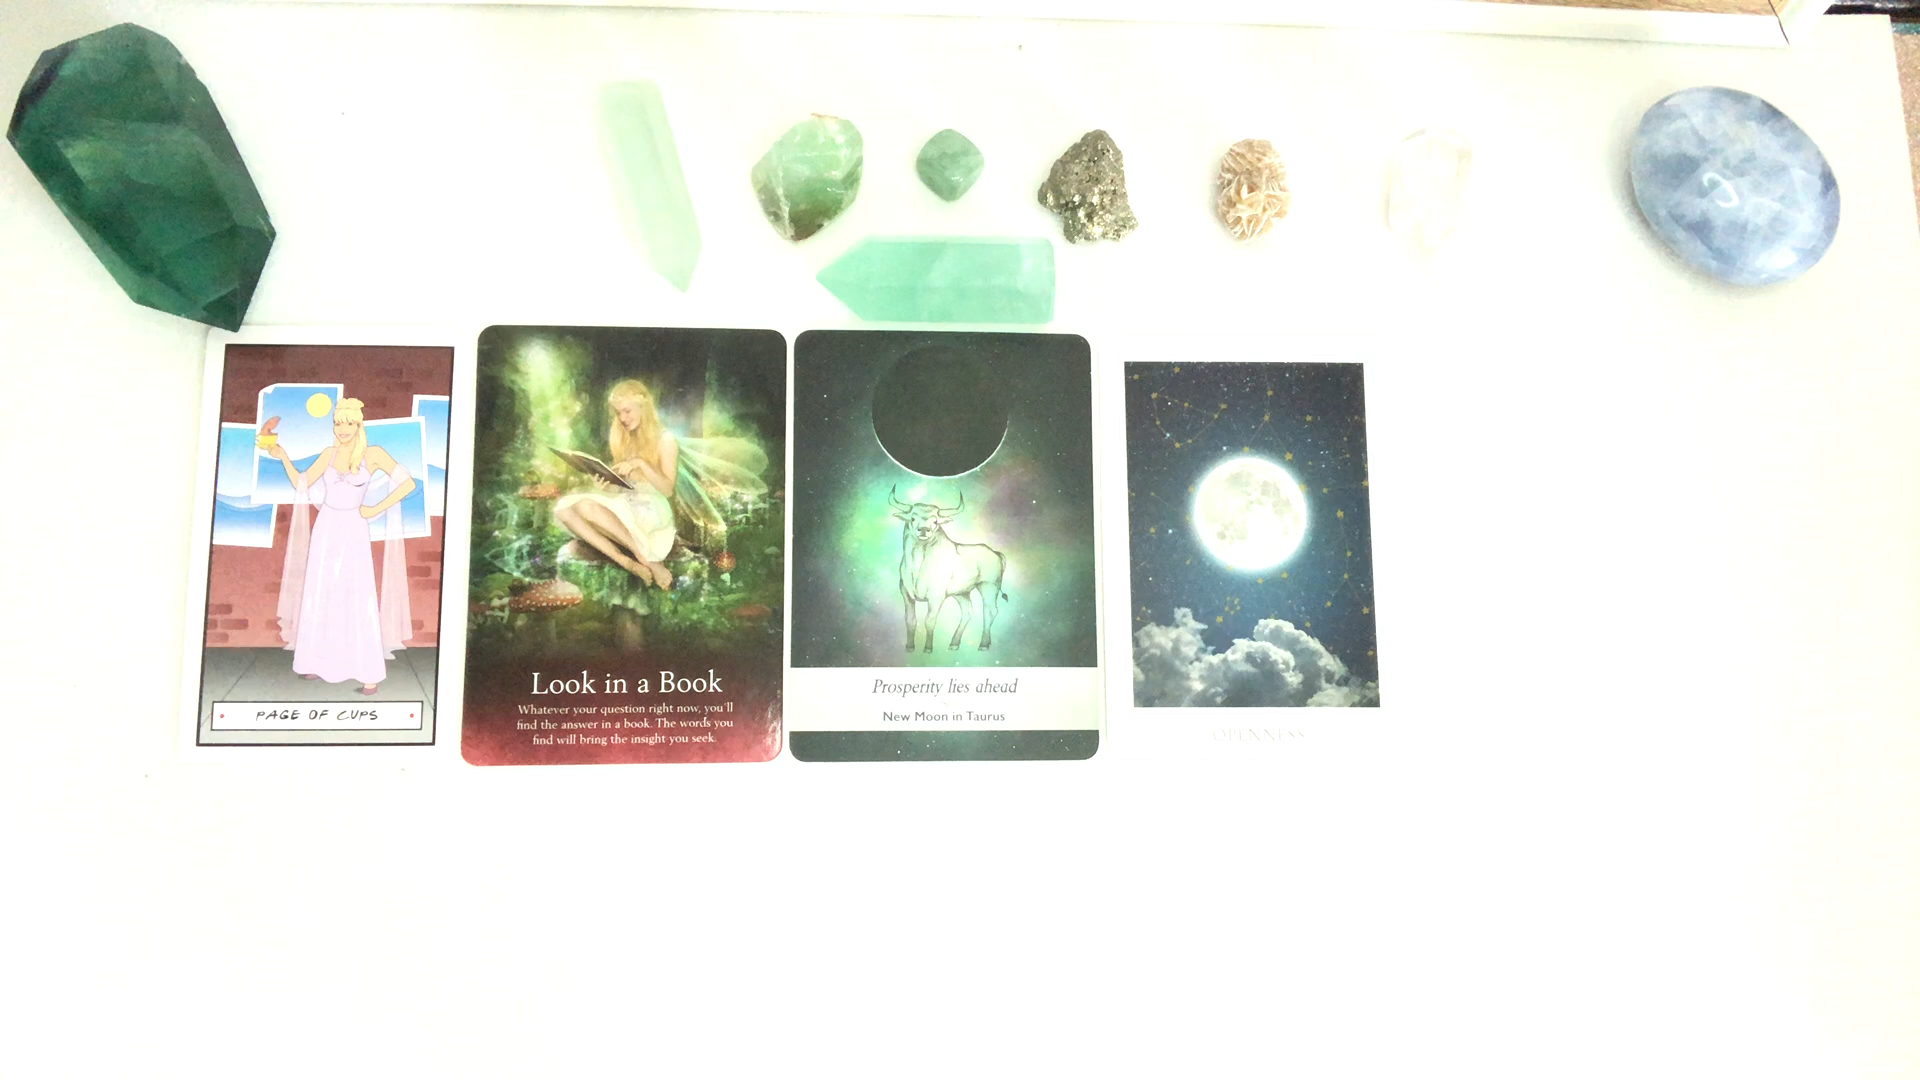 PAGE OF CUPS
Look in a Book
Whatever your question right now, you'll
find the answer in a book. The words you
find will bring the insight you seek.
Prosperity lies ahead
New Moon in Taurus
OPENNESS